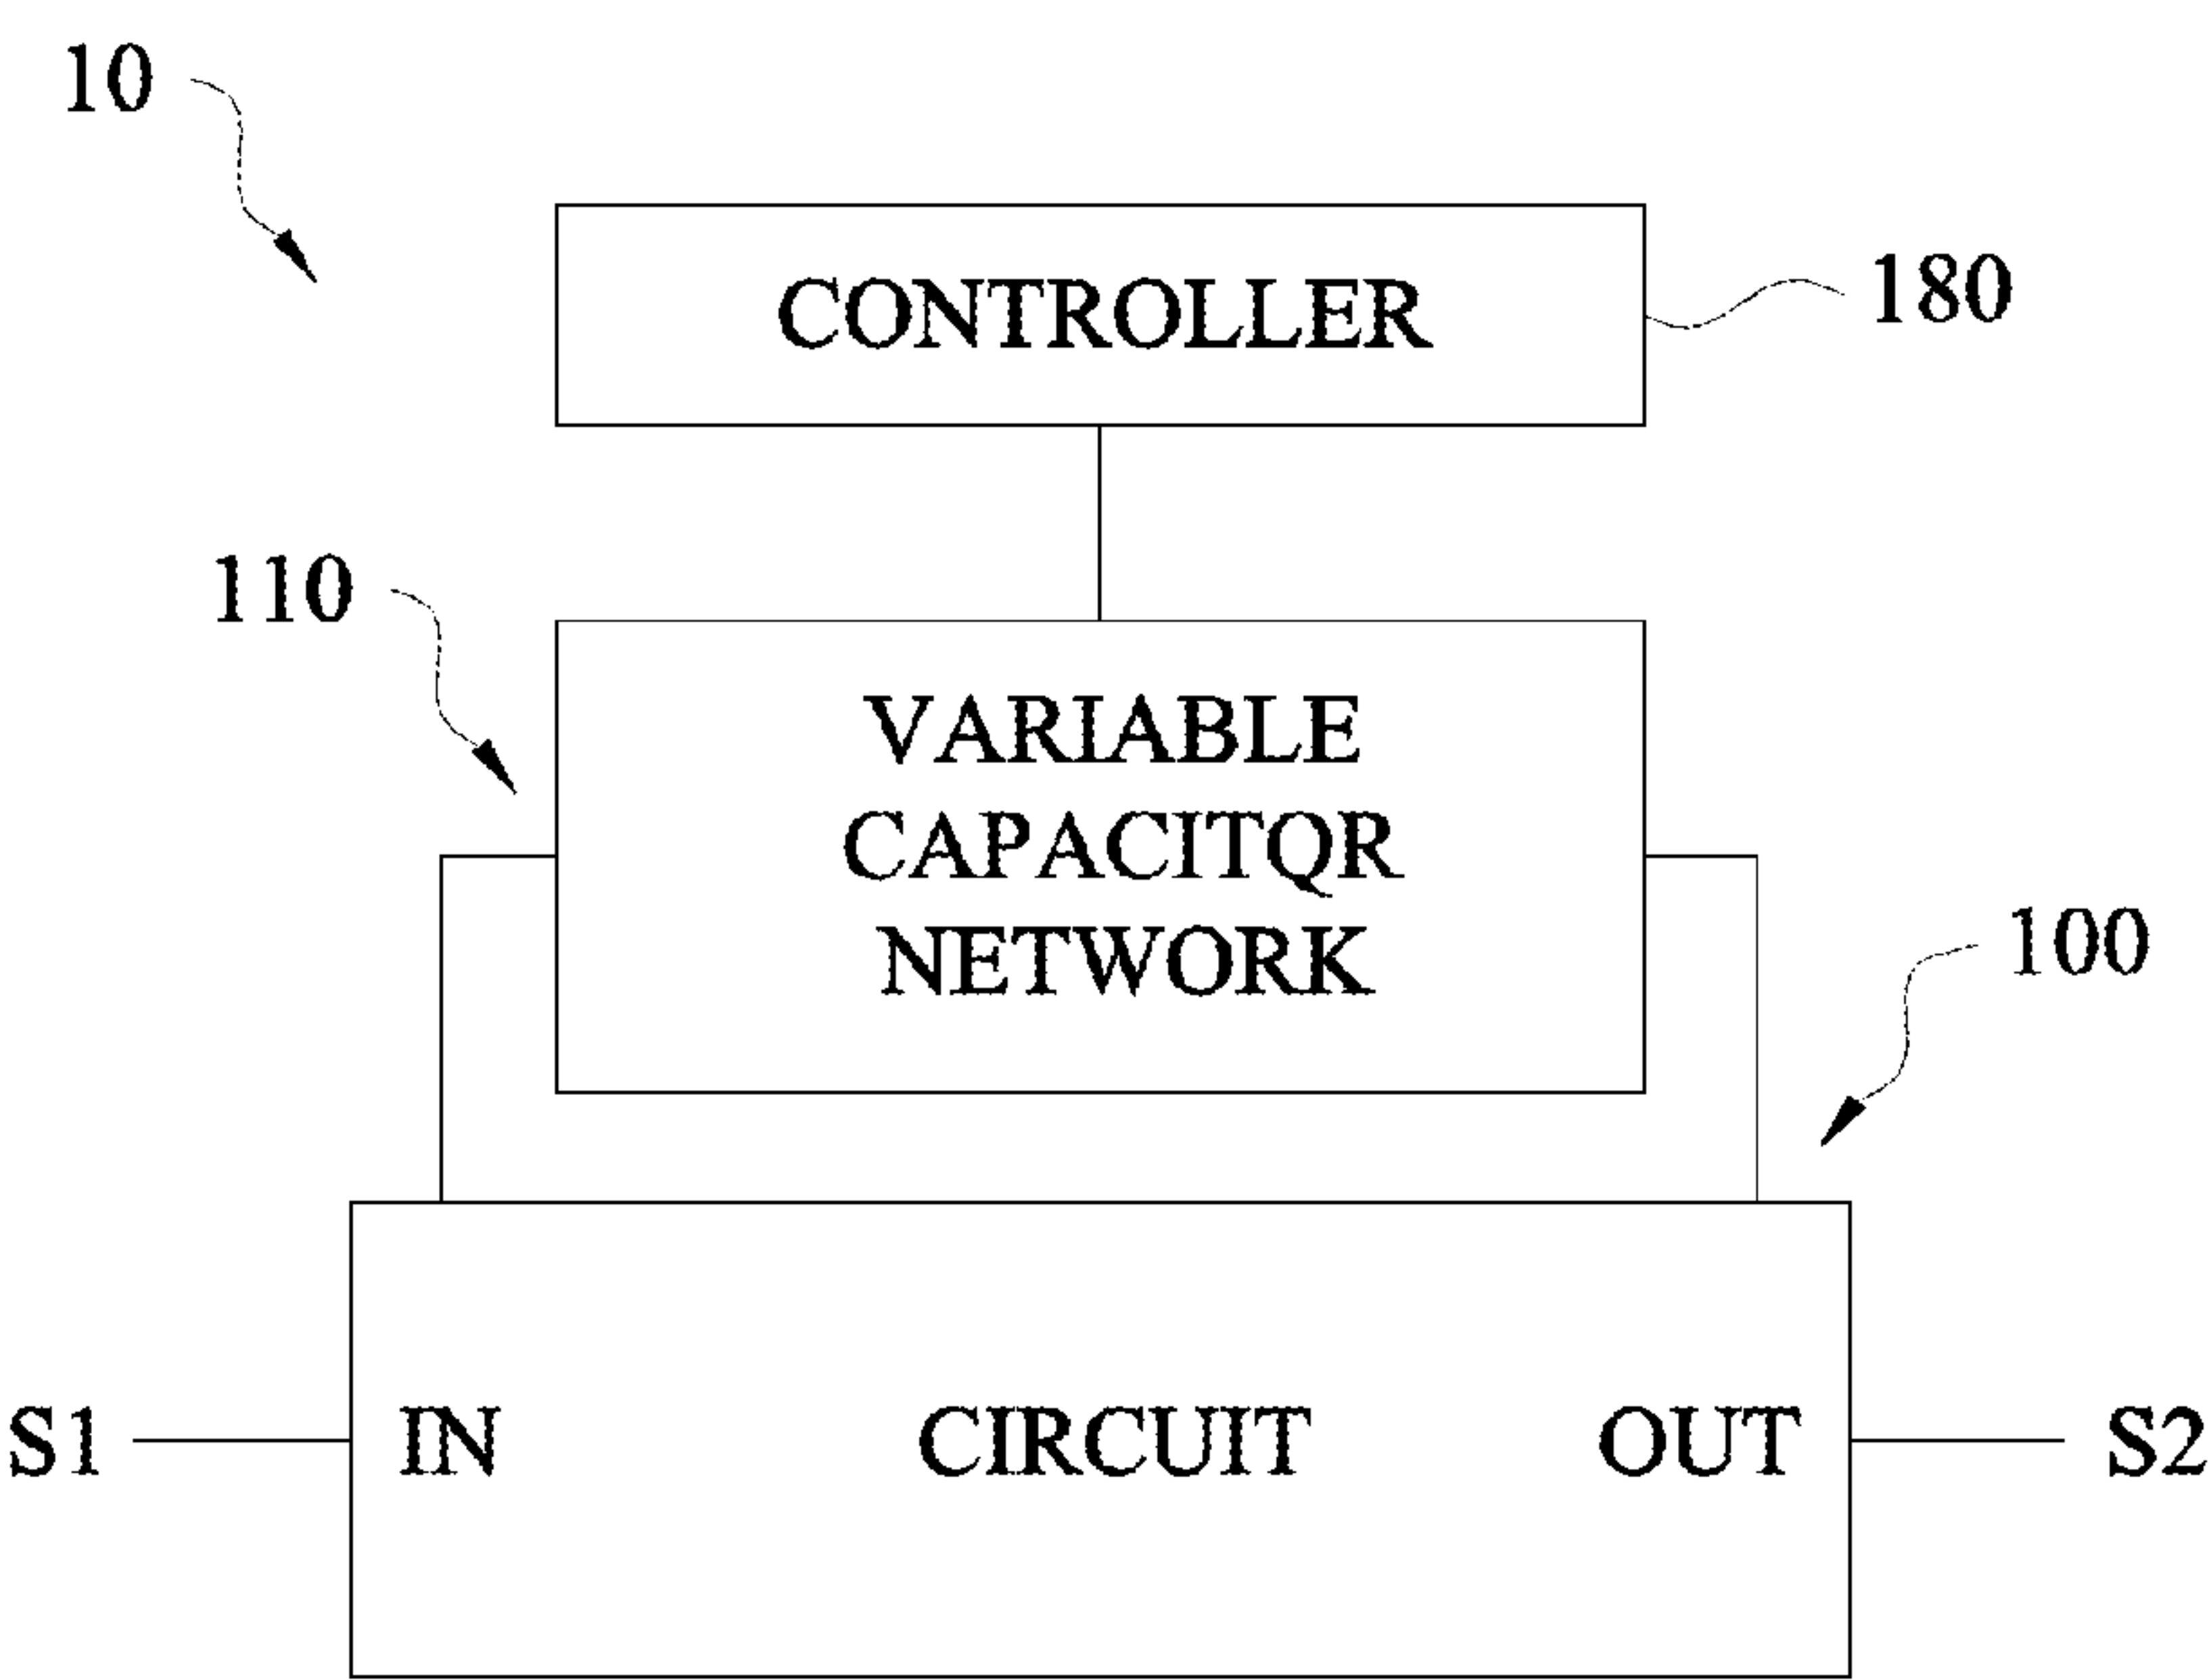 10
CONTROLLER
180
110
VARIABLE
CAPACITQR
NETWORK
100
S1
IN
CIRCUIT
OUT
S2